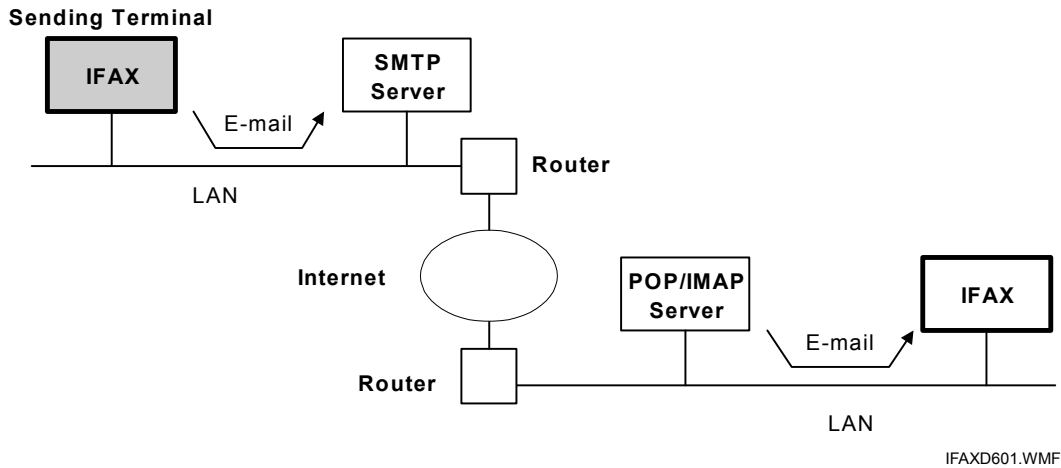 Sending Terminal
IFAX
SMTP
Server
E-mail
LAN
Router
Internet
POP/IMAP
Server
IFAX
E-mail
Router
LAN
IFAXD601.WMF